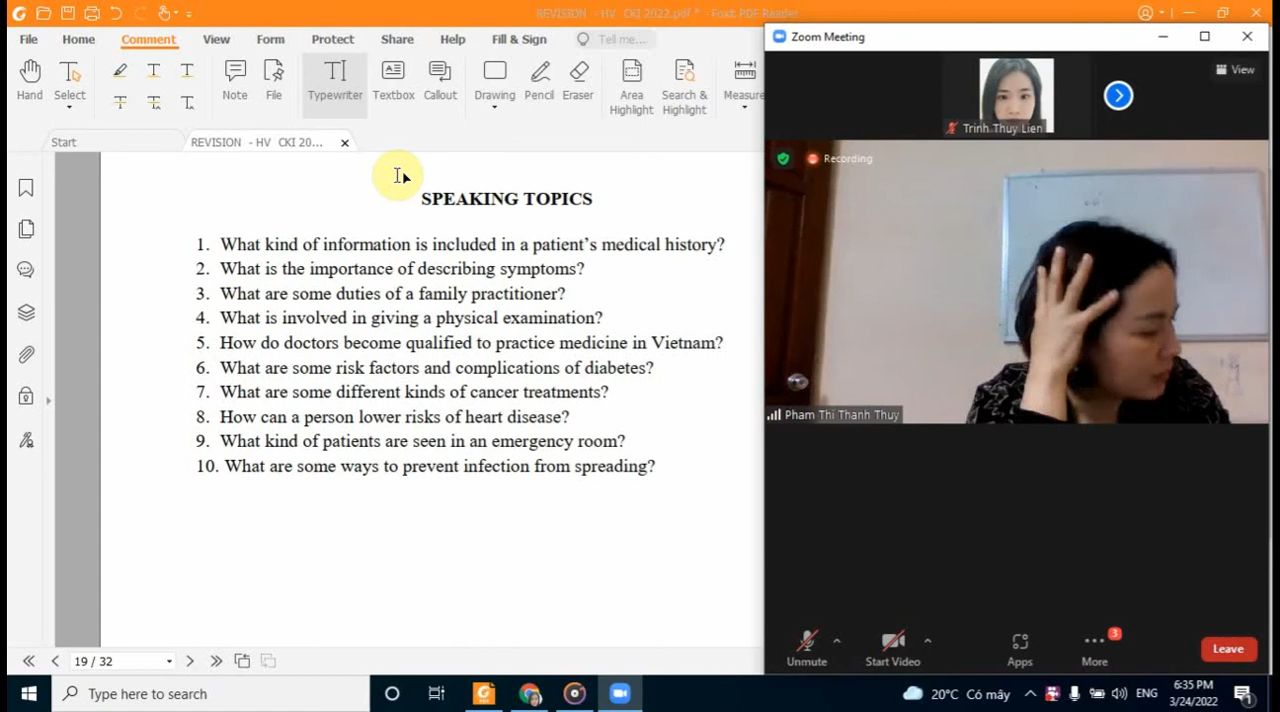 REVISION - HV CKI 2022.pdf * - Foxit PDF Reader
File Home Comment View Form Protect Share Help Fill & Sign Tell me...
Hand Select Note File Typewriter Textbox Callout Drawing Pencil Eraser Area Highlight Search & Highlight Measure
Start REVISION - HV CKI 20...
SPEAKING TOPICS
1. What kind of information is included in a patient’s medical history?
2. What is the importance of describing symptoms?
3. What are some duties of a family practitioner?
4. What is involved in giving a physical examination?
5. How do doctors become qualified to practice medicine in Vietnam?
6. What are some risk factors and complications of diabetes?
7. What are some different kinds of cancer treatments?
8. How can a person lower risks of heart disease?
9. What kind of patients are seen in an emergency room?
10. What are some ways to prevent infection from spreading?
19 / 32
Zoom Meeting
View
Trinh Thuy Lien
Recording
Pham Thi Thanh Thuy
3
Unmute Start Video Apps More Leave
Type here to search
20°C Có mây
ENG
6:35 PM
3/24/2022
1